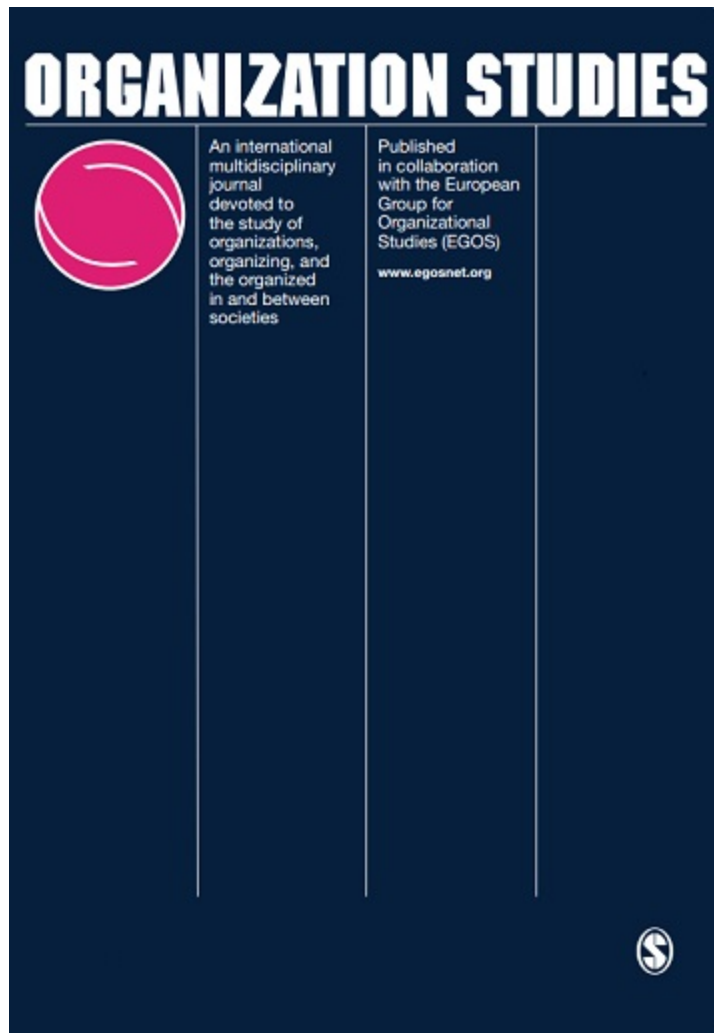 ORGANIZATION STUDIES
An international
multidisciplinary
journal
devoted to
the study of
organizations,
organizing, and
the organized
in and between
societies
Published
in collaboration
with the European
Group for
Organizational
Studies (EGOS)
www.egosnet.org
S